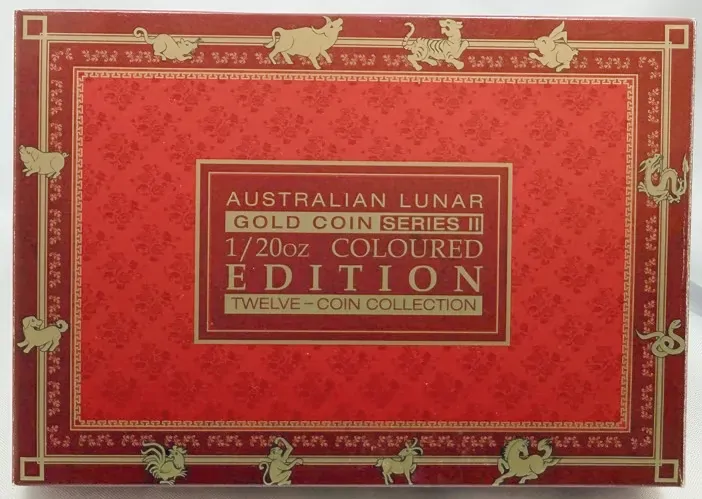 AUSTRALIAN LUNAR
GOLD COIN SERIES II
1/20OZ COLOURED
EDITION
TWELVE-COIN COLLECTION